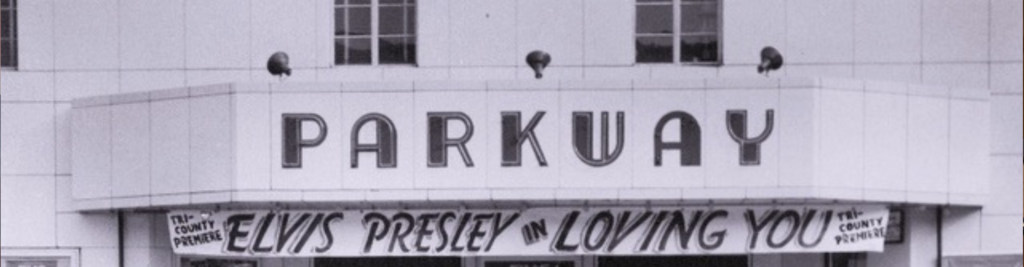 PARKWAY
TRI-
COUNTY
PREMIERE
ELVIS PRESLEY IN LOVING YOU
TRI-
COUNTY
PREMIERE